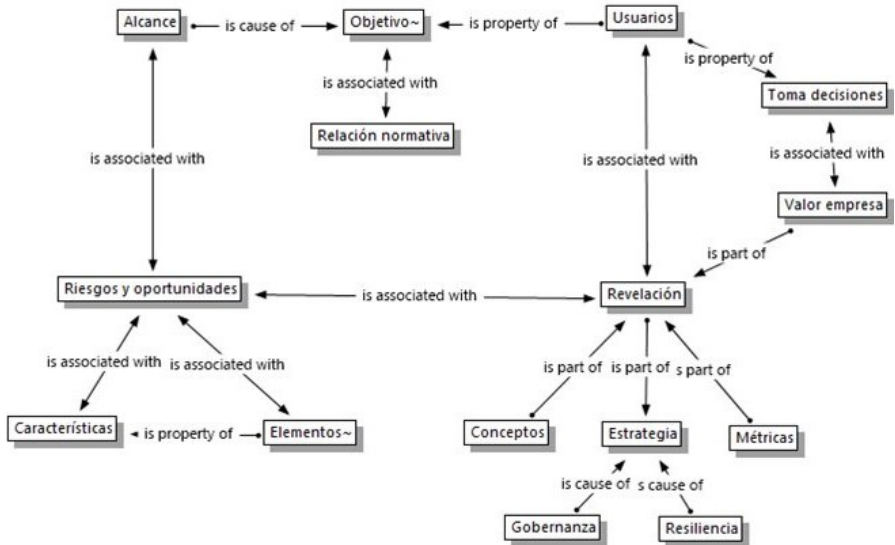 Alcance
is cause of
Objetivo~
is property of
Usuarios
is property of
is associated with
Toma decisiones
Relación normativa
is associated with
is associated with
is associated with
Valor empresa
is part of
Riesgos y oportunidades
is associated with
Revelación
is associated with
is associated with
is part of
is part of
s part of
Características
is property of
Elementos~
Conceptos
Estrategia
Métricas
is cause of
s cause of
Gobernanza
Resiliencia